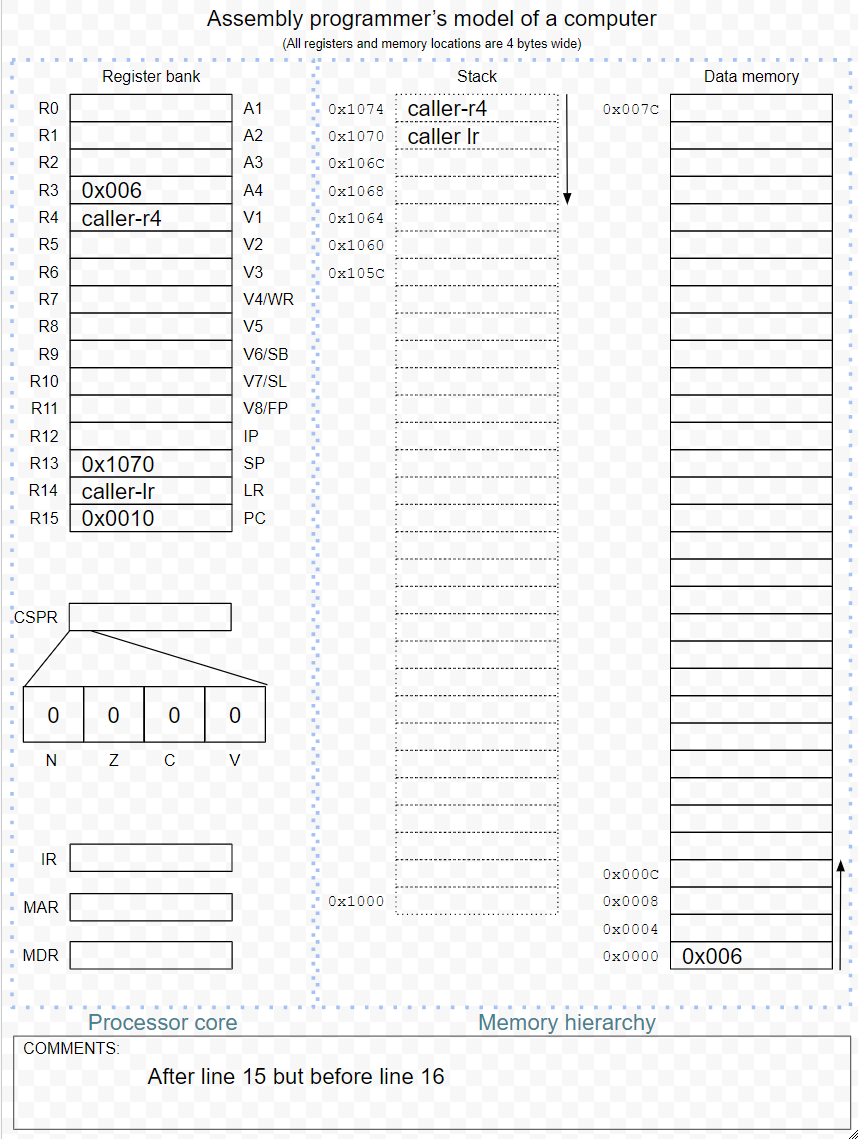 Assembly programmer's model of a computer
(All registers and memory locations are 4 bytes wide)
Register bank
Stack
Data memory
R0 A1
R1 A2
R2 A3
R3 0x006 A4
R4 caller-r4 V1
R5 V2
R6 V3
R7 V4/WR
R8 V5
R9 V6/SB
R10 V7/SL
R11 V8/FP
R12 IP
R13 0x1070 SP
R14 caller-lr LR
R15 0x0010 PC
CSPR
0 0 0 0
N Z C V
IR
MAR
MDR
0x1074 caller-r4
0x1070 caller lr
0x106C
0x1068
0x1064
0x1060
0x105C
0x1000
0x007C
0x000C
0x0008
0x0004
0x0000 0x006
Processor core
Memory hierarchy
COMMENTS:
After line 15 but before line 16